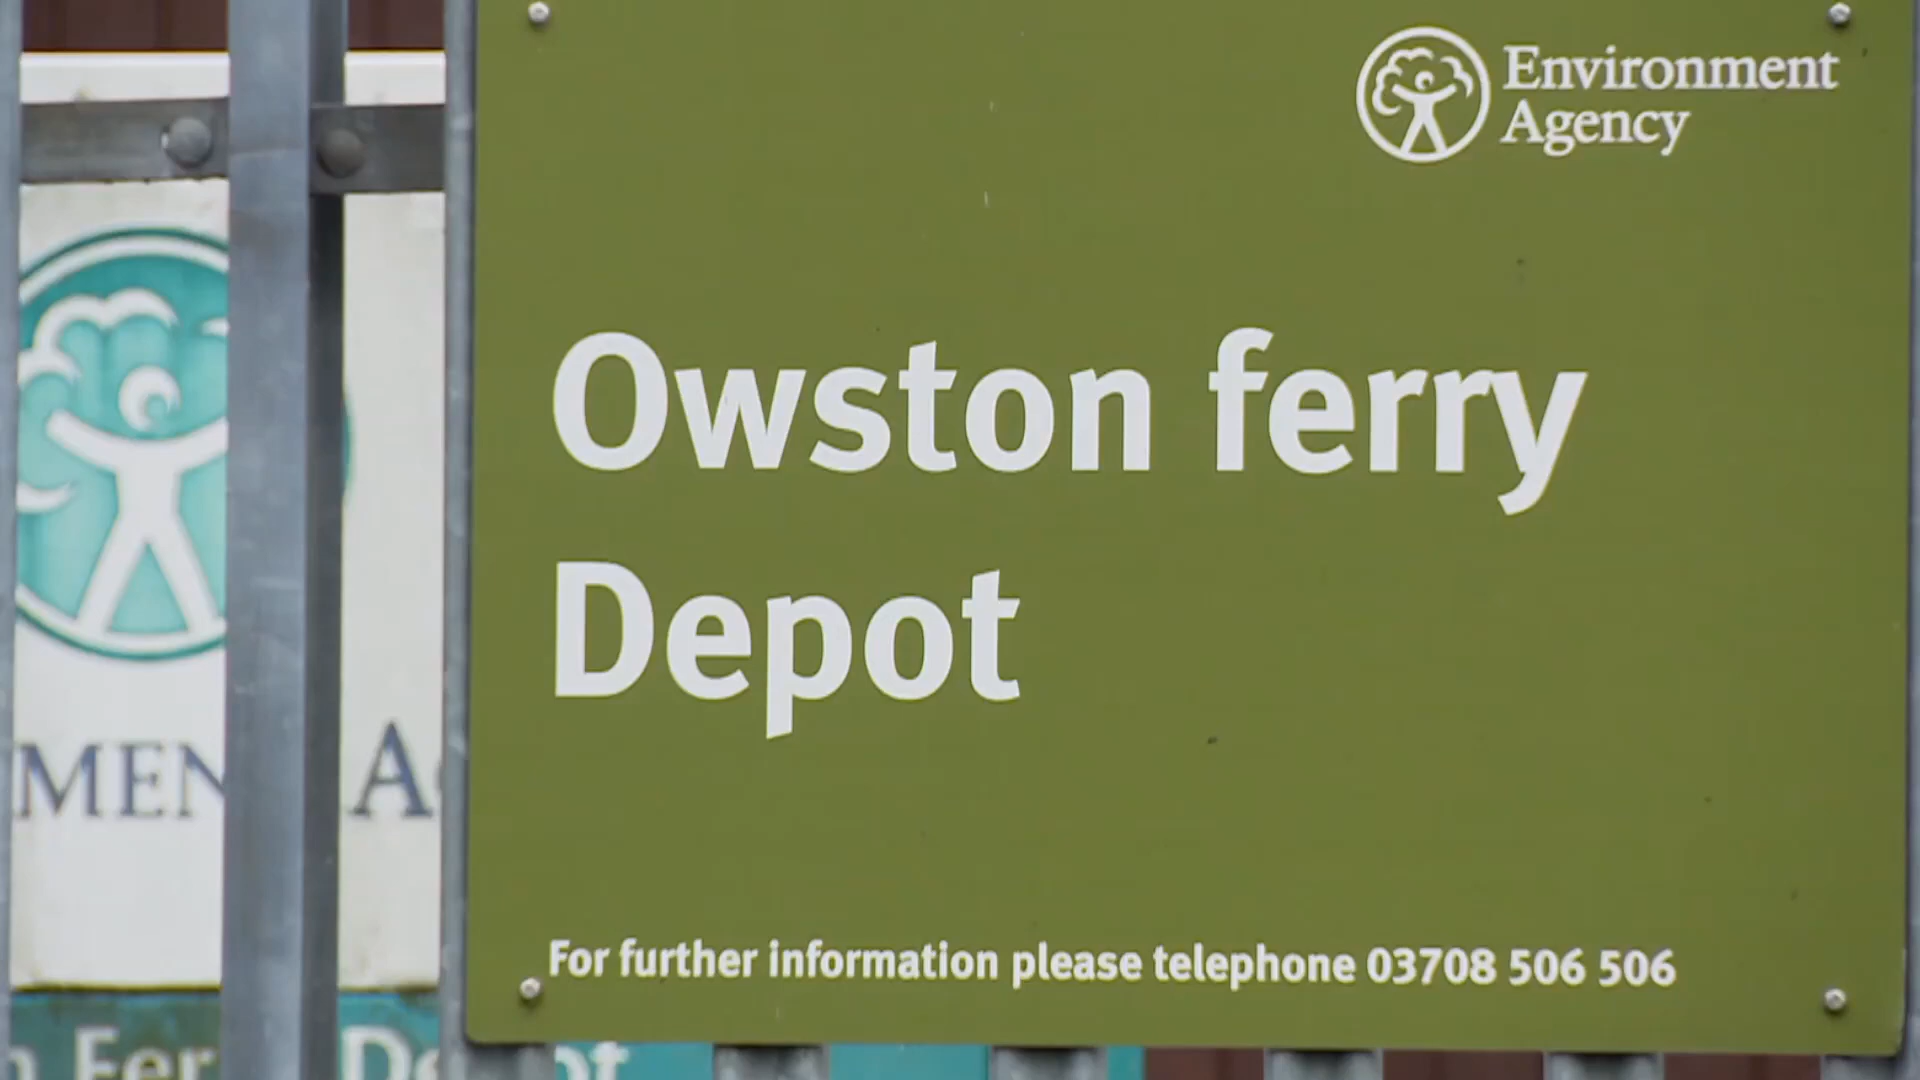 Environment
Agency
Owston ferry
Depot
For further information please telephone 03708 506 506